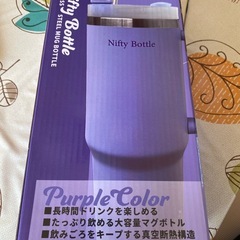 Nifty Bottle
STEEL MUG BOTTLE
Nifty Bottle
Purple Color
■長時間ドリンクを楽しめる
■たっぷり飲める大容量マグボトル
■飲みごろをキープする真空断熱構造